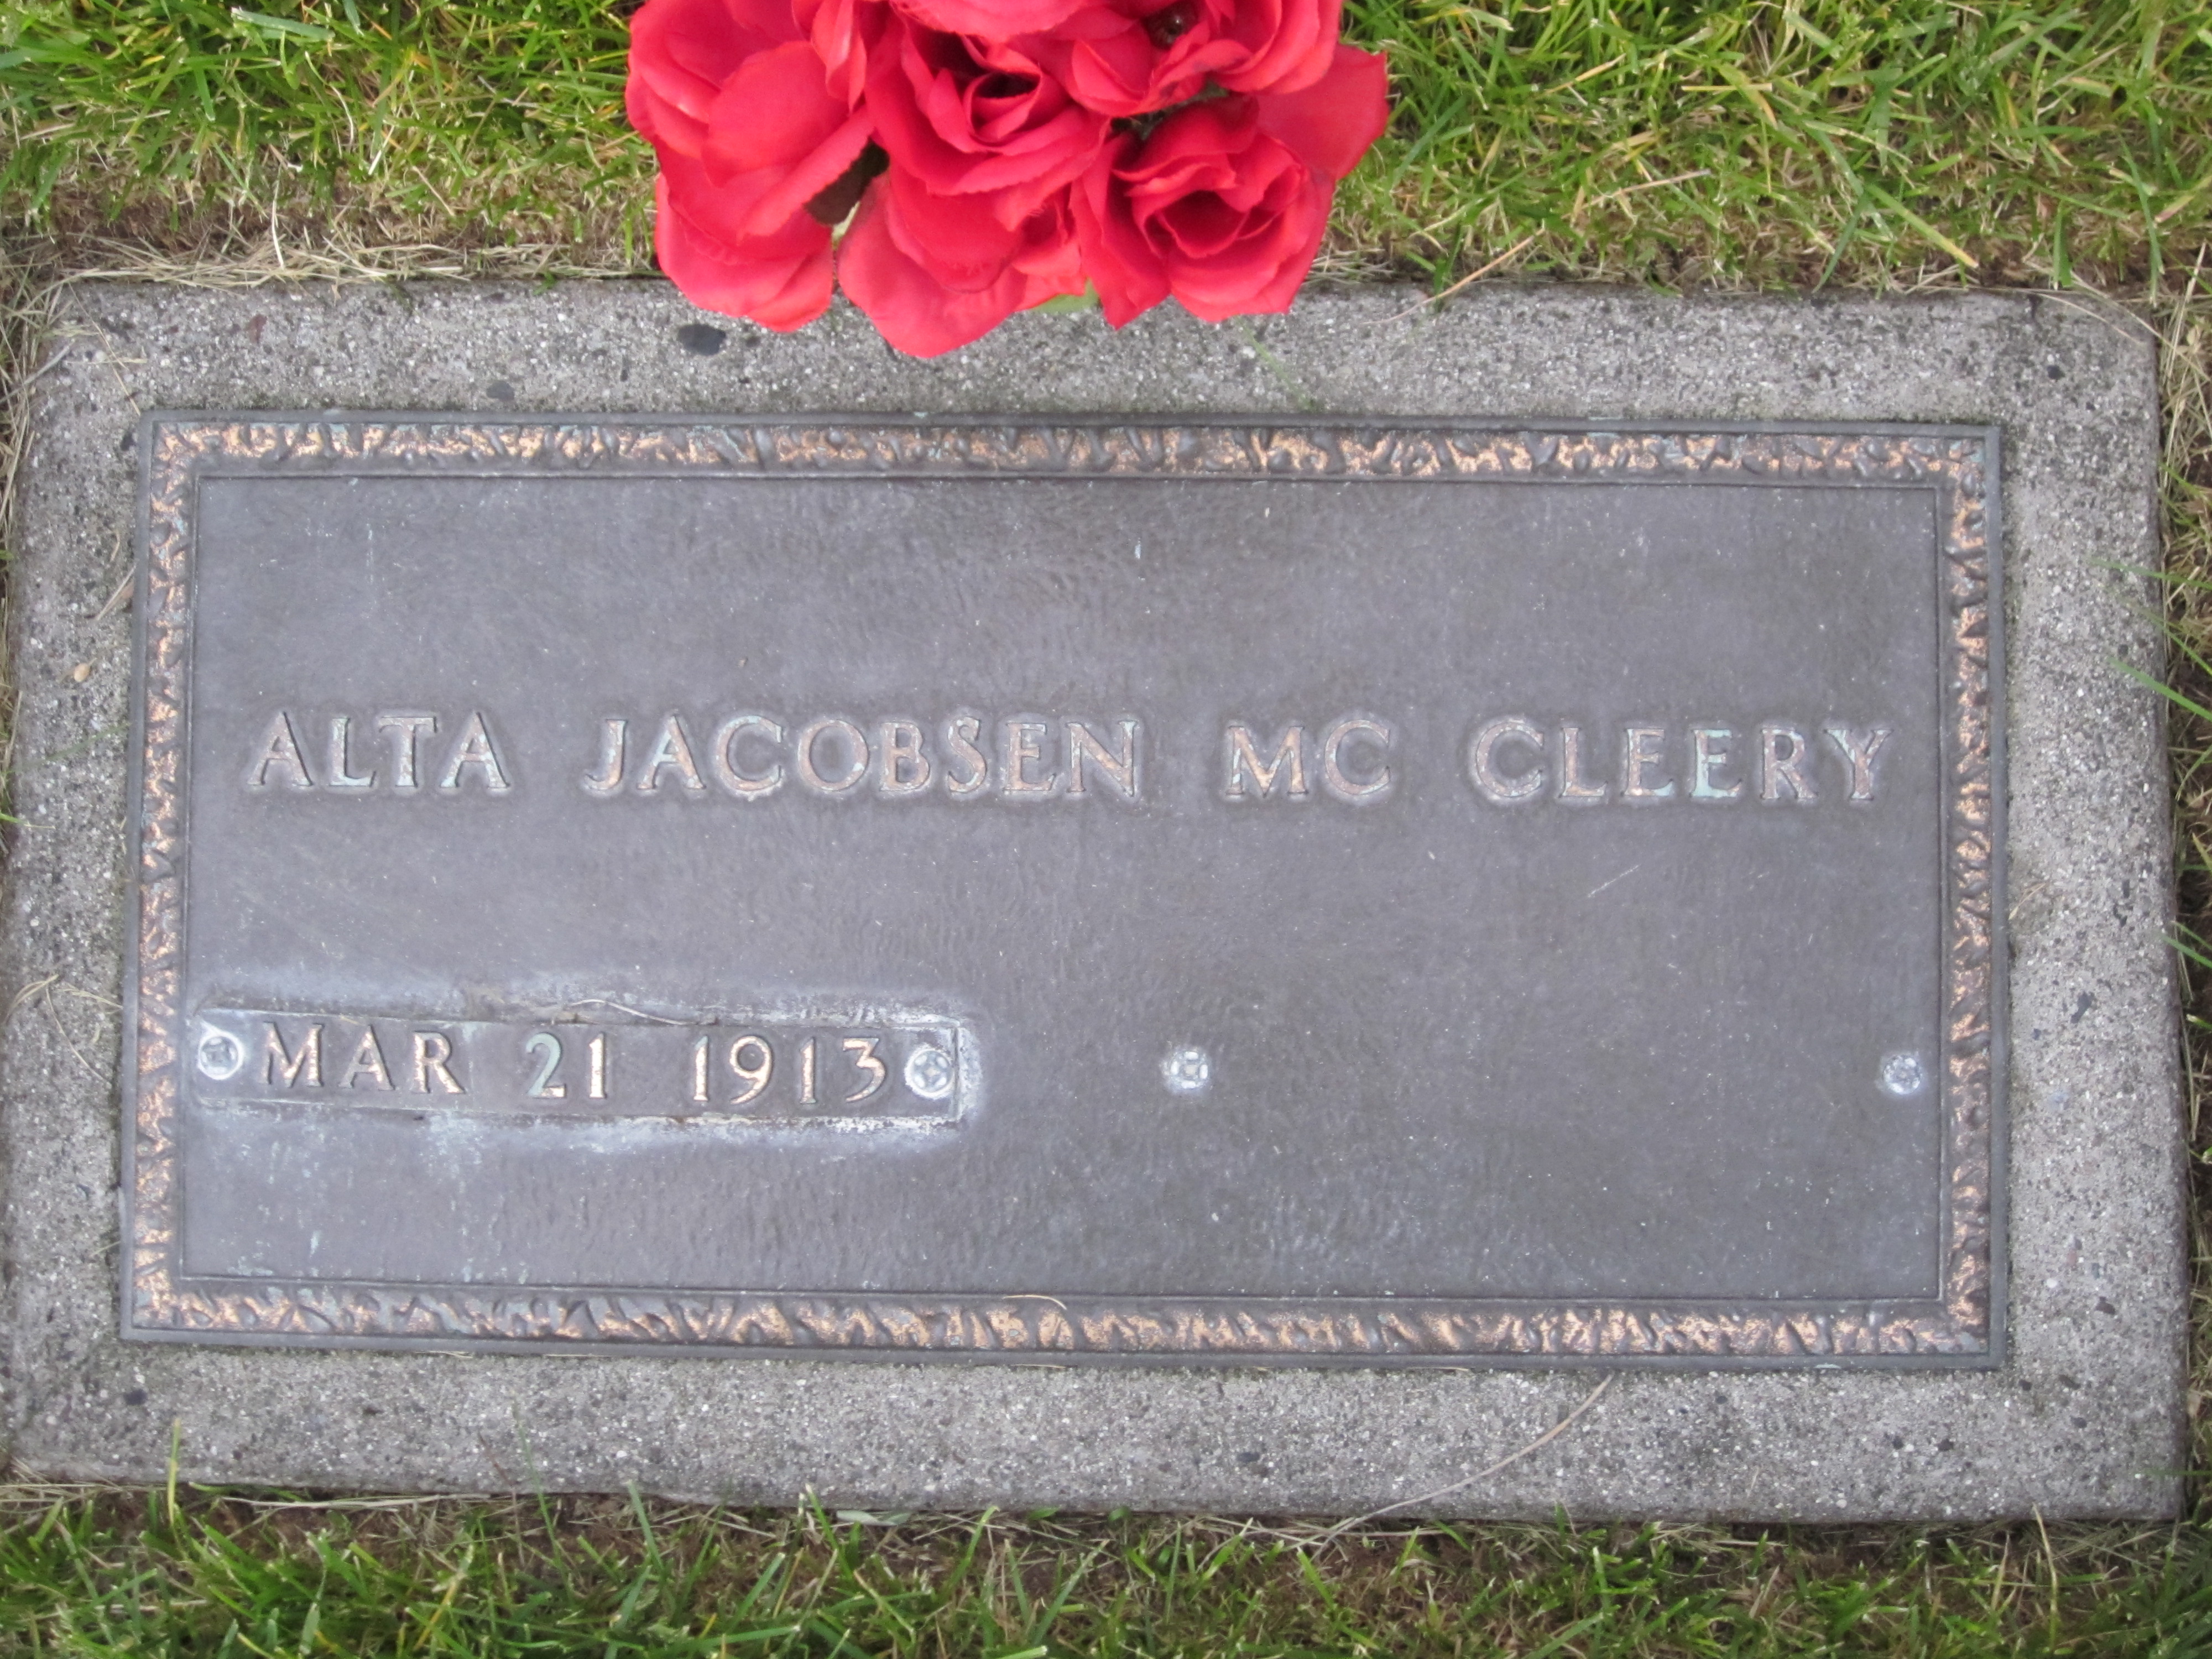 ALTA JACOBSEN MC CLEERY
MAR 21 1913